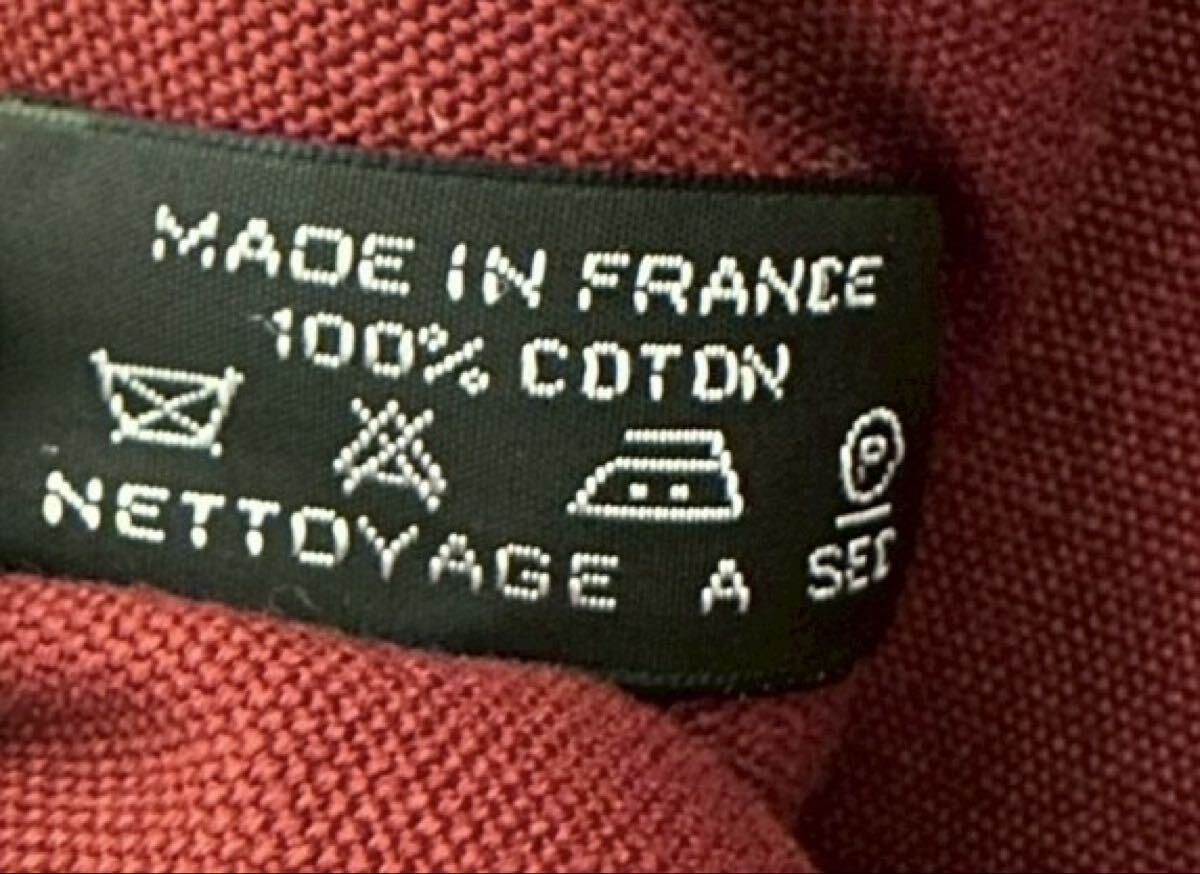 MADE IN FRANCE
100% COTON
P
NETTOYAGE A SEC